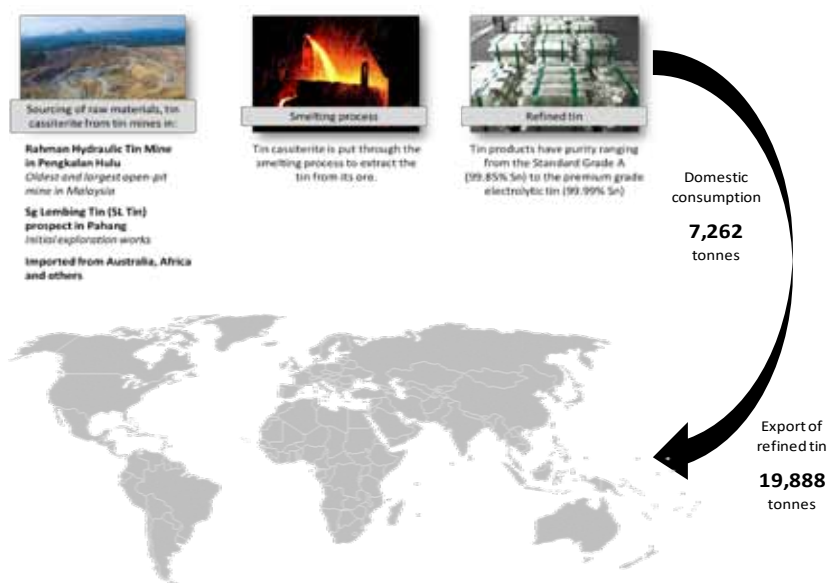 Sourcing of raw materials, tin
cassiterite from tin mines in:
Rahman Hydraulic Tin Mine
in Pengkalan Hulu
Oldest and largest open-pit
mine in Malaysia
Sg Lembing Tin (SL Tin)
prospect in Pahang
Initial exploration works
Imported from Australia, Africa
and others
Smelting process
Tin cassiterite is put through the
smelting process to extract the
tin from its ore.
Refined tin
Tin products have purity ranging
from the Standard Grade A
(99.85% Sn) to the premium grade
electrolytic tin (99.99% Sn)
Domestic
consumption
7,262
tonnes
Export of
refined tin
19,888
tonnes